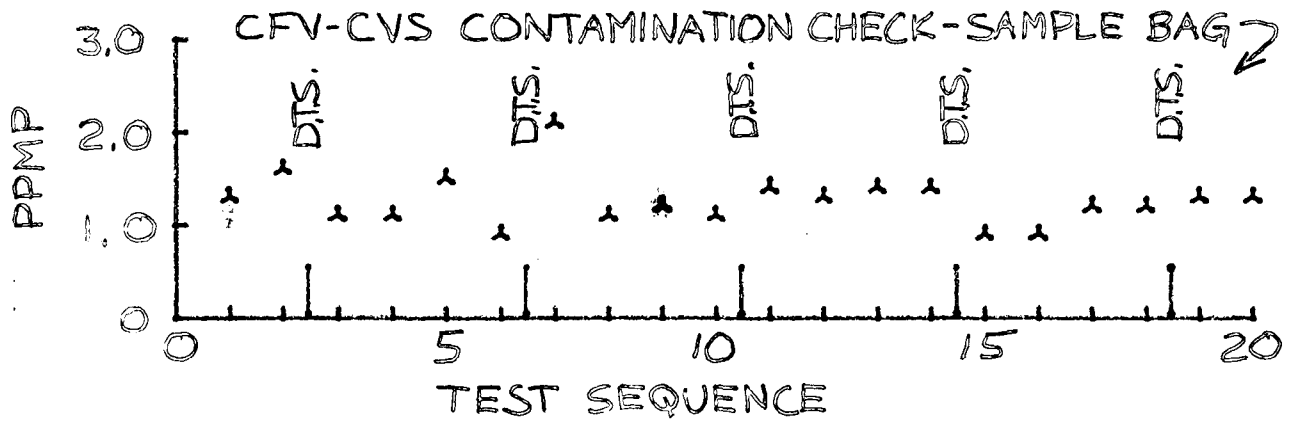 CFV-CVS CONTAMINATION CHECK-SAMPLE BAG
3.0
2.0
1.0
0
PPMP
D.T.S.
D.T.S.
D.T.S.
D.T.S.
D.T.S.
0 5 10 15 20
TEST SEQUENCE